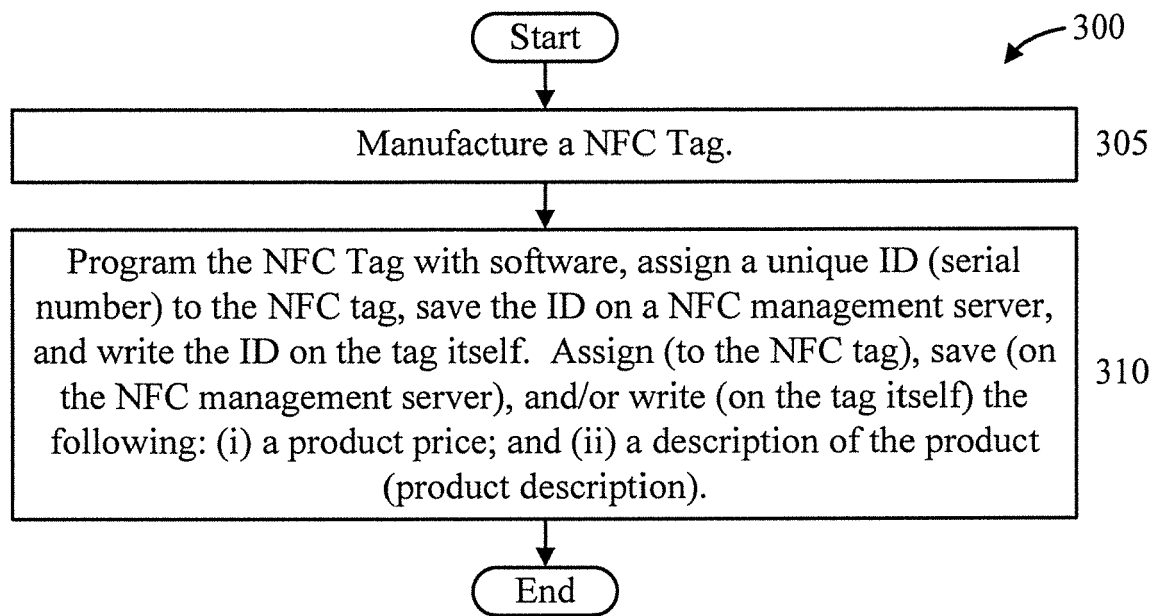 Start
300
Manufacture a NFC Tag.
305
Program the NFC Tag with software, assign a unique ID (serial
number) to the NFC tag, save the ID on a NFC management server,
and write the ID on the tag itself.  Assign (to the NFC tag), save (on
the NFC management server), and/or write (on the tag itself) the
following: (i) a product price; and (ii) a description of the product
(product description).
310
End